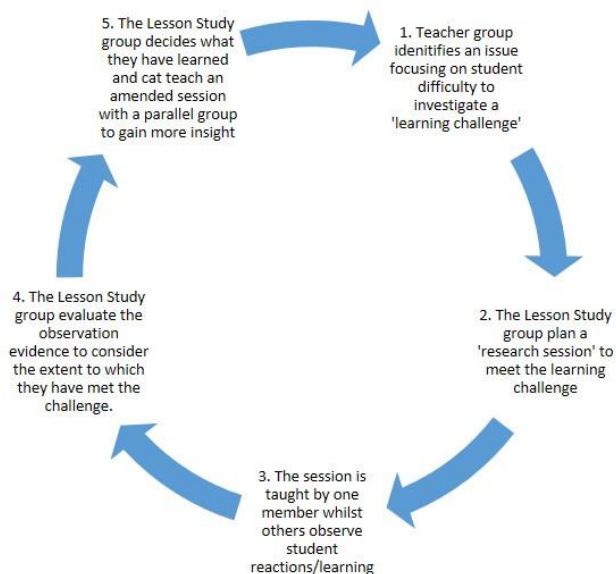 1. Teacher group
idenitifies an issue
focusing on student
difficulty to
investigate a
'learning challenge'
2. The Lesson Study
group plan a
'research session' to
meet the learning
challenge
3. The session is
taught by one
member whilst
others observe
student
reactions/learning
4. The Lesson Study
group evaluate the
observation
evidence to consider
the extent to which
they have met the
challenge.
5. The Lesson Study
group decides what
they have learned
and cat teach an
amended session
with a parallel group
to gain more insight